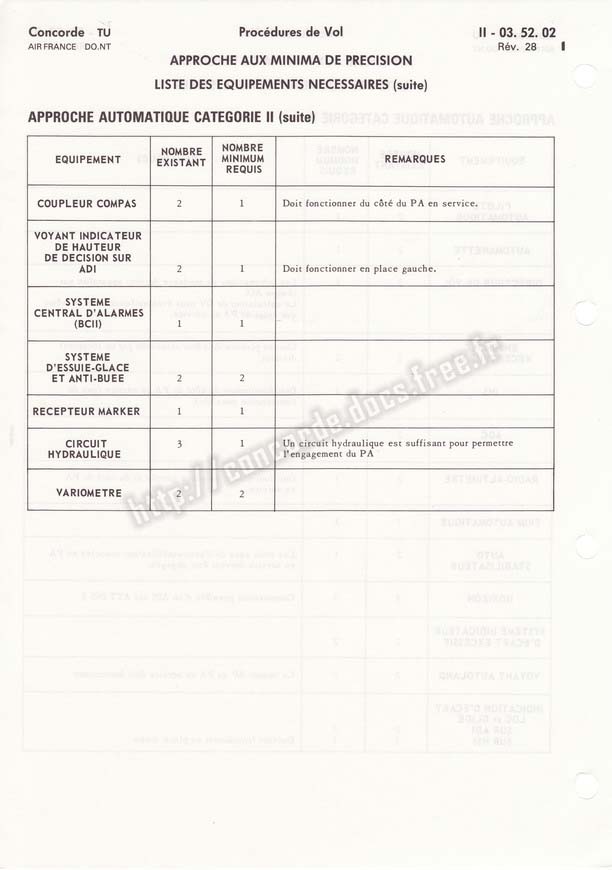 Concorde TU Procédures de Vol II - 03. 52. 02
AIR FRANCE DO.NT Rév. 28
APPROCHE AUX MINIMA DE PRECISION
LISTE DES EQUIPEMENTS NECESSAIRES (suite)
APPROCHE AUTOMATIQUE CATEGORIE II (suite)
EQUIPEMENT NOMBRE EXISTANT NOMBRE MINIMUM REQUIS REMARQUES
COUPLEUR COMPAS 2 1 Doit fonctionner du côté du PA en service.
VOYANT INDICATEUR
DE HAUTEUR
DE DECISION SUR
ADI 2 1 Doit fonctionner en place gauche.
SYSTEME
CENTRAL D'ALARMES
(BCII) 1 1
SYSTEME
D'ESSUIE-GLACE
ET ANTI-BUEE 2 2
RECEPTEUR MARKER 1 1
CIRCUIT 3 1 Un circuit hydraulique est suffisant pour permettre
HYDRAULIQUE l'engagement du PA
VARIOMETRE 2 2
http://concorde.docs.free.fr